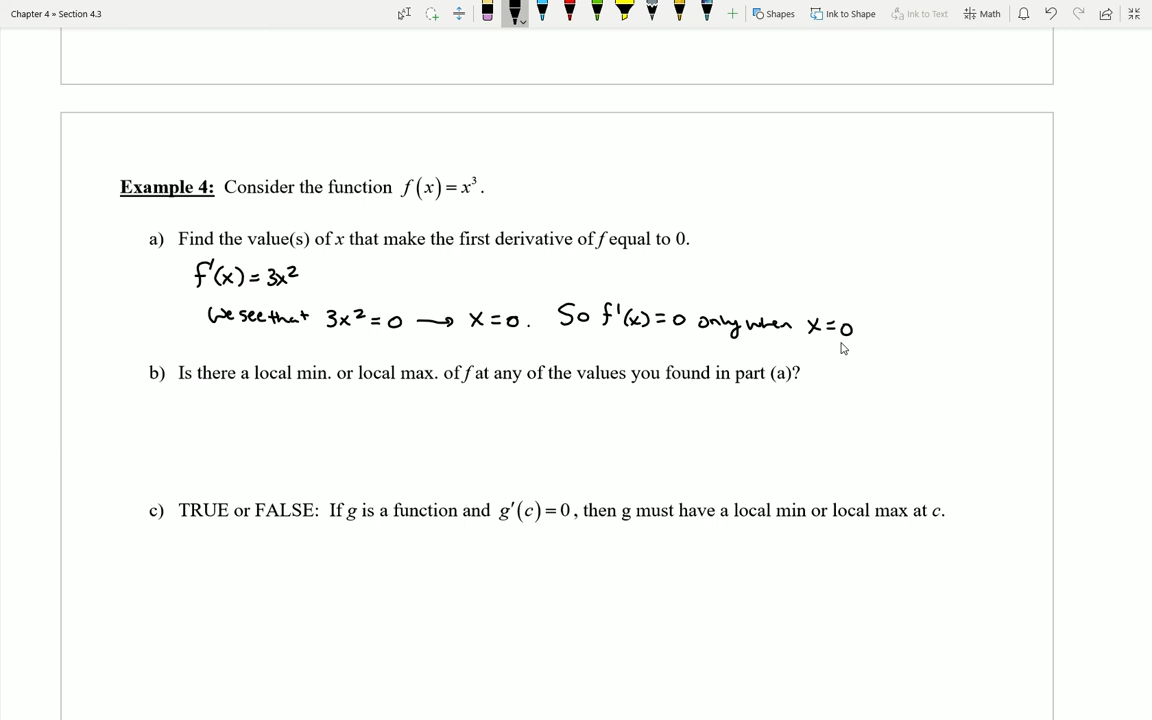 Chapter 4 » Section 4.3
Shapes
Ink to Shape
Ink to Text
Math
Example 4: Consider the function f(x)=x³.
a) Find the value(s) of x that make the first derivative of f equal to 0.
f'(x) = 3x²
We see that 3x² = 0 → x = 0. So f'(x) = 0 only when x = 0
b) Is there a local min. or local max. of f at any of the values you found in part (a)?
c) TRUE or FALSE: If g is a function and g′(c)=0, then g must have a local min or local max at c.